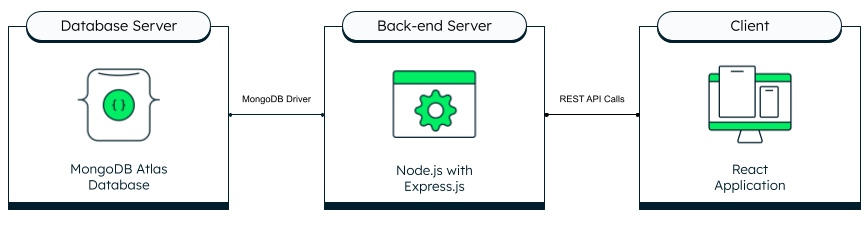 Database Server
Back-end Server
Client
{ }
MongoDB Driver
REST API Calls
MongoDB Atlas
Database
Node.js with
Express.js
React
Application